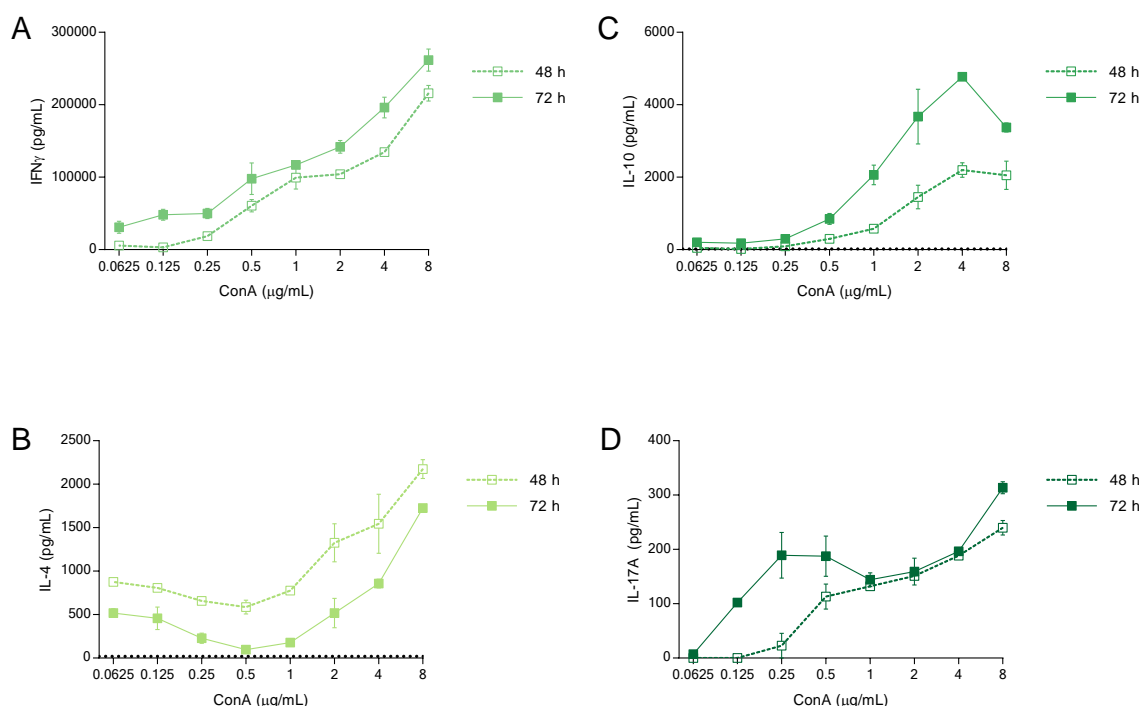 A
IFNγ (pg/mL)
300000
200000
100000
0
0.0625 0.125 0.25 0.5 1 2 4 8
ConA (μg/mL)
48 h
72 h
C
IL-10 (pg/mL)
6000
4000
2000
0
0.0625 0.125 0.25 0.5 1 2 4 8
ConA (μg/mL)
48 h
72 h
B
IL-4 (pg/mL)
2500
2000
1500
1000
500
0
0.0625 0.125 0.25 0.5 1 2 4 8
ConA (μg/mL)
48 h
72 h
D
IL-17A (pg/mL)
400
300
200
100
0
0.0625 0.125 0.25 0.5 1 2 4 8
ConA (μg/mL)
48 h
72 h